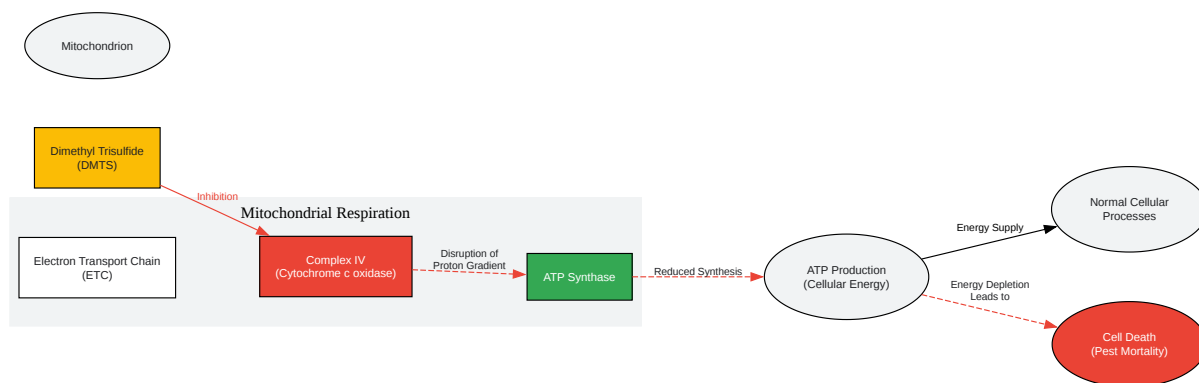 Mitochondrion
Dimethyl Trisulfide
(DMTS)
Inhibition
Mitochondrial Respiration
Electron Transport Chain
(ETC)
Complex IV
(Cytochrome c oxidase)
Disruption of
Proton Gradient
ATP Synthase
Reduced Synthesis
ATP Production
(Cellular Energy)
Energy Supply
Normal Cellular
Processes
Energy Depletion
Leads to
Cell Death
(Pest Mortality)